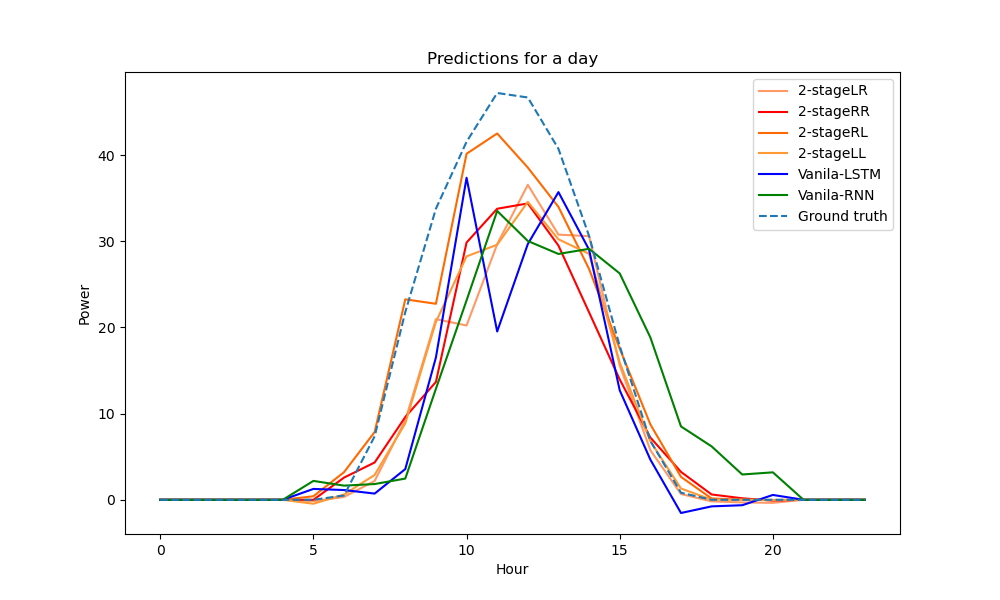 Predictions for a day
2-stageLR
2-stageRR
2-stageRL
2-stageLL
Vanila-LSTM
Vanila-RNN
Ground truth
Power
40
30
20
10
0
0 5 10 15 20
Hour